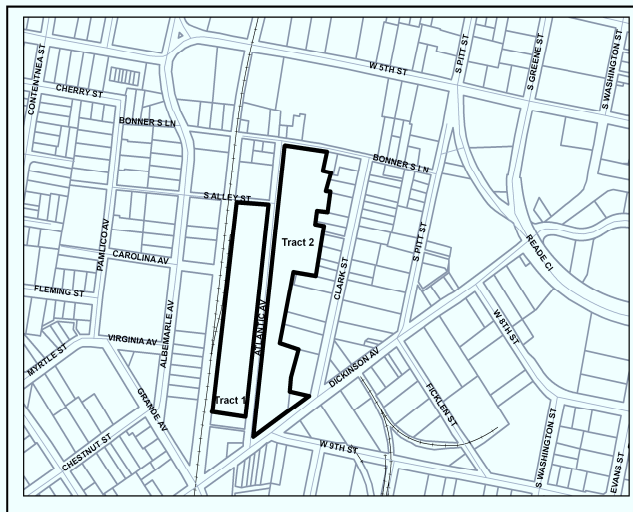 W 5TH ST
S PITT ST
S GREENE ST
S WASHINGTON ST
CONTENTNEA ST
CHERRY ST
BONNER S LN
BONNER S LN
S ALLEY ST
PAMLICO AV
Tract 2
S PITT ST
READE CI
CAROLINA AV
CLARK ST
FLEMING ST
ALBEMARLE AV
ATLANTIC AV
W 8TH ST
VIRGINIA AV
MYRTLE ST
DICKINSON AV
GRANDE AV
Tract 1
FICKLEN ST
CHESTNUT ST
W 9TH ST
S WASHINGTON ST
EVANS ST